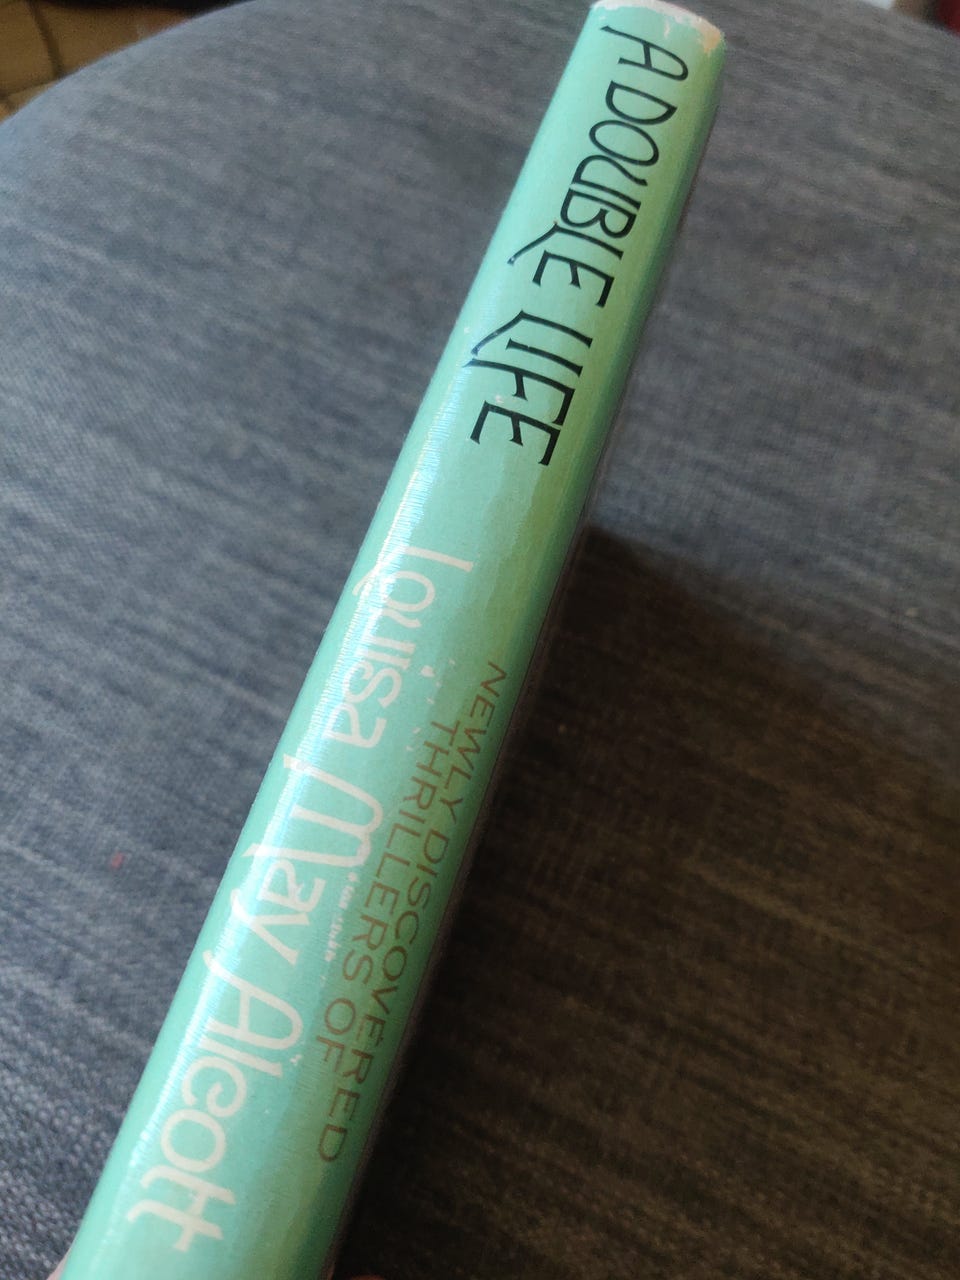 A DOUBLE LIFE
NEWLY DISCOVERED
THRILLERS OF
Louisa May Alcott